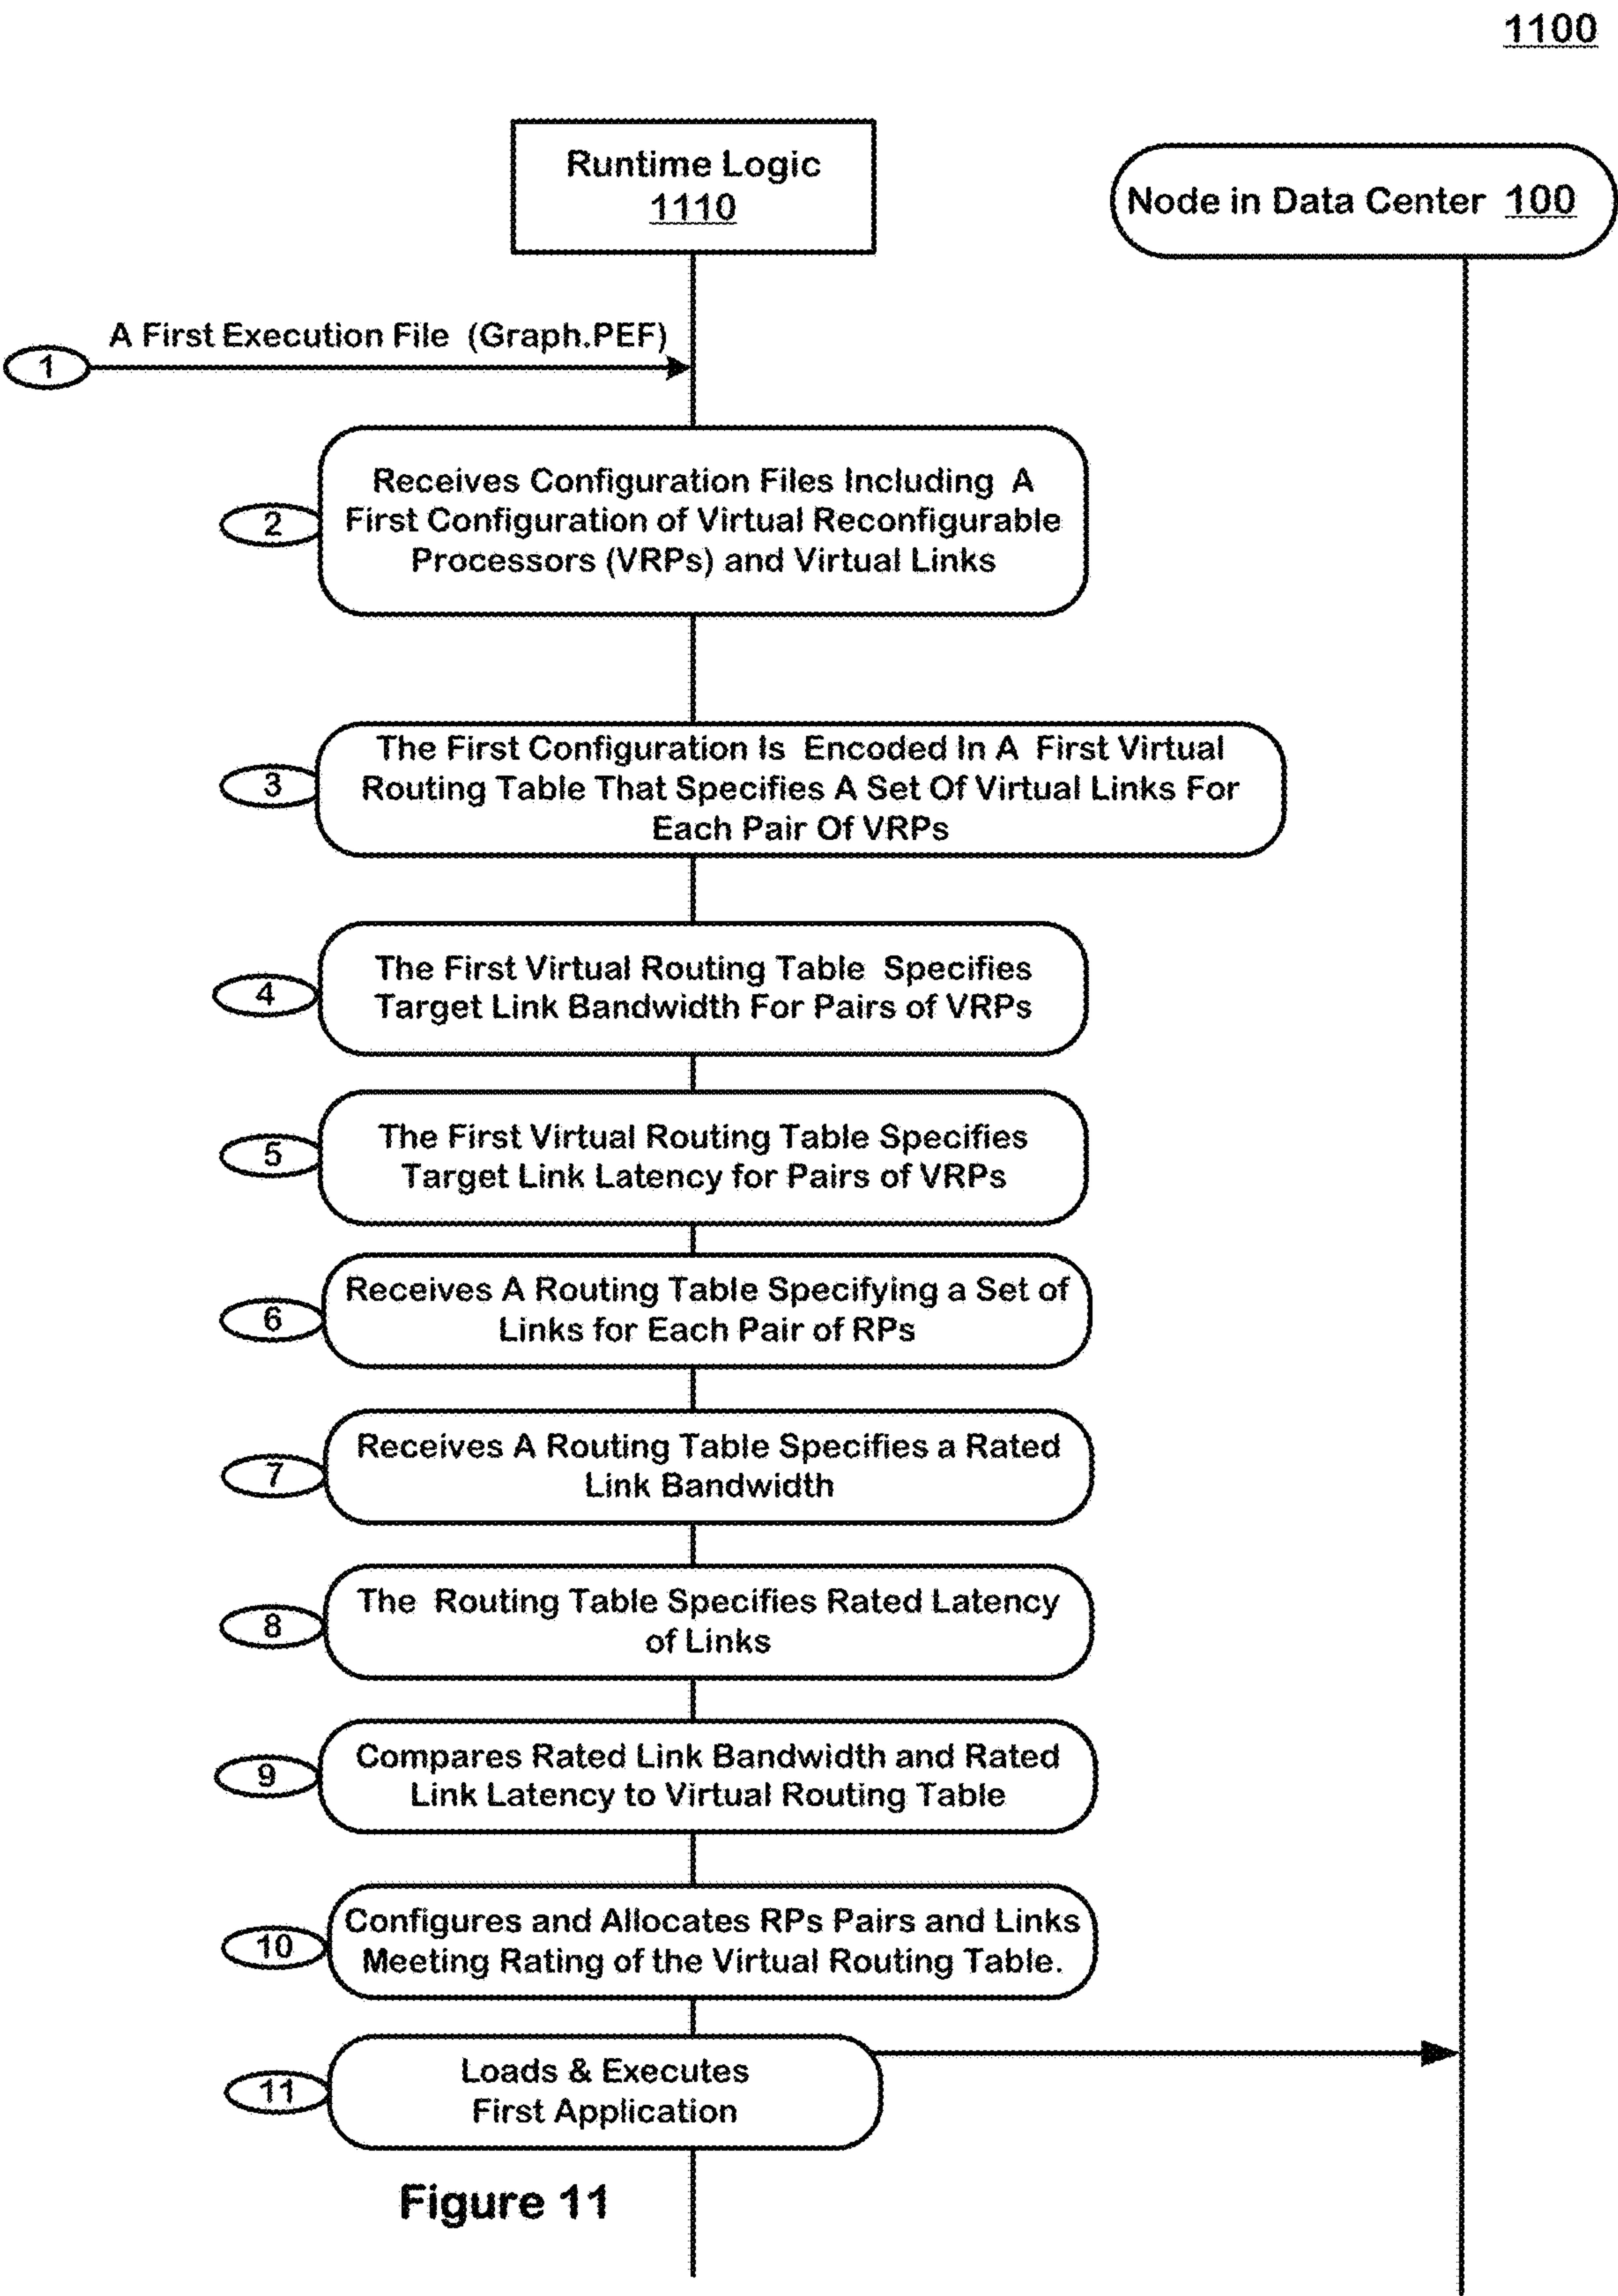 1100
Runtime Logic
1110
Node in Data Center 100
A First Execution File (Graph.PEF)
1
Receives Configuration Files Including A
First Configuration of Virtual Reconfigurable
Processors (VRPs) and Virtual Links
2
The First Configuration Is Encoded In A First Virtual
Routing Table That Specifies A Set Of Virtual Links For
Each Pair Of VRPs
3
The First Virtual Routing Table Specifies
Target Link Bandwidth For Pairs of VRPs
4
The First Virtual Routing Table Specifies
Target Link Latency for Pairs of VRPs
5
Receives A Routing Table Specifying a Set of
Links for Each Pair of RPs
6
Receives A Routing Table Specifies a Rated
Link Bandwidth
7
The Routing Table Specifies Rated Latency
of Links
8
Compares Rated Link Bandwidth and Rated
Link Latency to Virtual Routing Table
9
Configures and Allocates RPs Pairs and Links
Meeting Rating of the Virtual Routing Table.
10
Loads & Executes
First Application
11
Figure 11